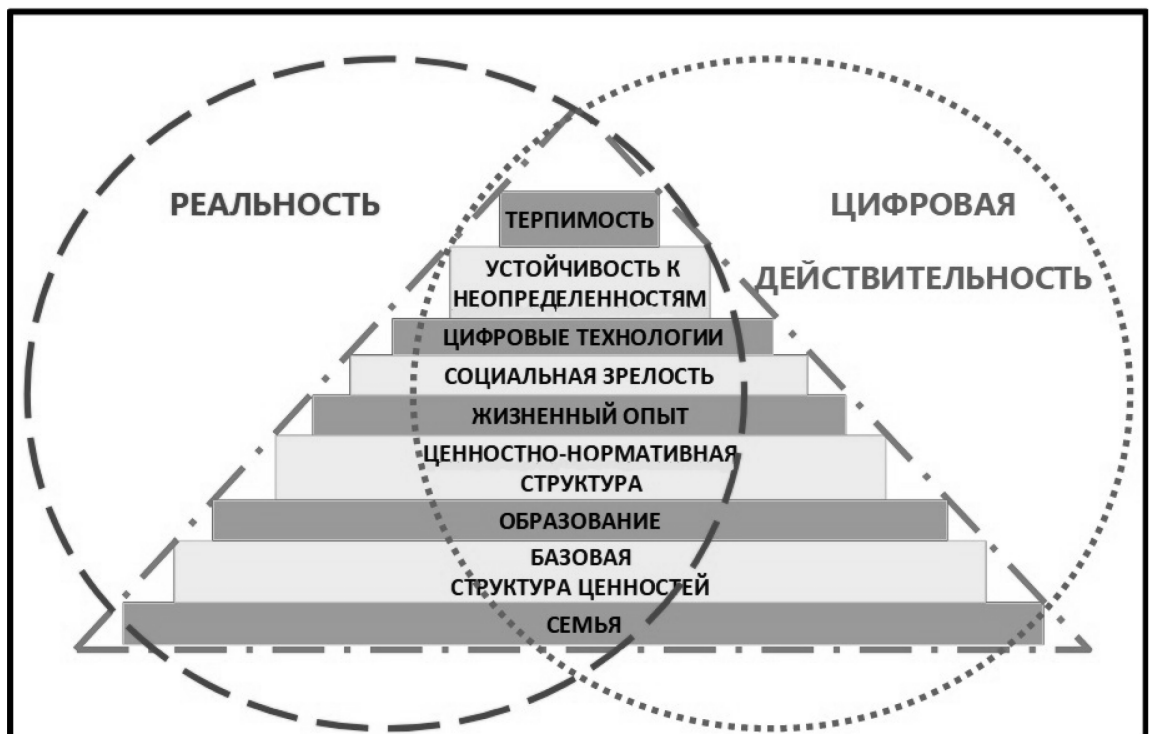 РЕАЛЬНОСТЬ
ЦИФРОВАЯ
ДЕЙСТВИТЕЛЬНОСТЬ
ТЕРПИМОСТЬ
УСТОЙЧИВОСТЬ К
НЕОПРЕДЕЛЕННОСТЯМ
ЦИФРОВЫЕ ТЕХНОЛОГИИ
СОЦИАЛЬНАЯ ЗРЕЛОСТЬ
ЖИЗНЕННЫЙ ОПЫТ
ЦЕННОСТНО-НОРМАТИВНАЯ
СТРУКТУРА
ОБРАЗОВАНИЕ
БАЗОВАЯ
СТРУКТУРА ЦЕННОСТЕЙ
СЕМЬЯ